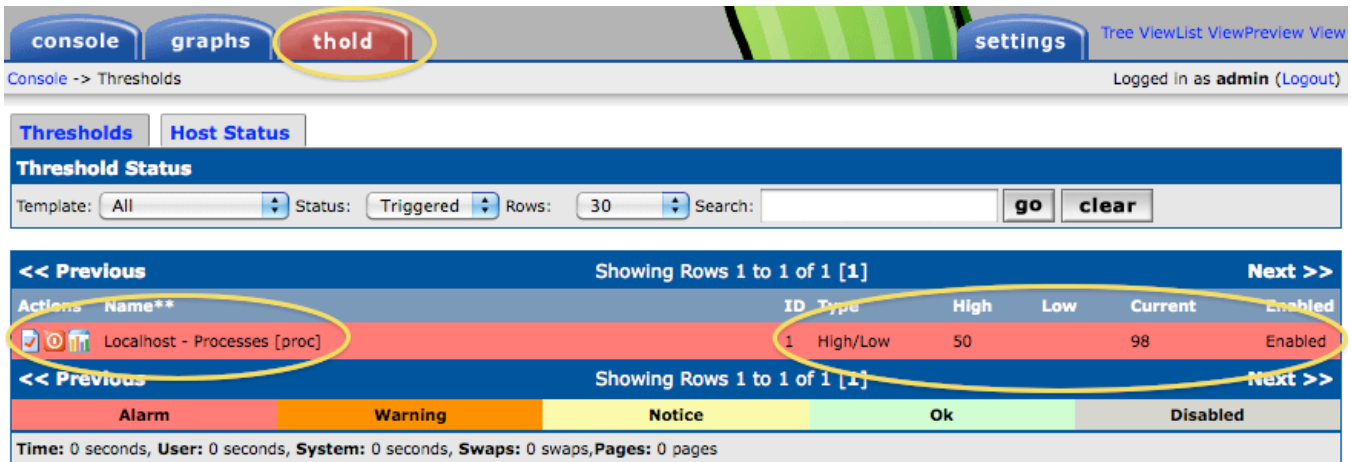 console graphs thold settings Tree ViewList ViewPreview View
Console -> Thresholds Logged in as admin (Logout)
Thresholds Host Status
Threshold Status
Template: All Status: Triggered Rows: 30 Search: go clear
<< Previous Showing Rows 1 to 1 of 1 [1] Next >>
Actions Name** ID Type High Low Current Enabled
Localhost - Processes [proc] 1 High/Low 50 98 Enabled
<< Previous Showing Rows 1 to 1 of 1 [1] Next >>
Alarm Warning Notice Ok Disabled
Time: 0 seconds, User: 0 seconds, System: 0 seconds, Swaps: 0 swaps,Pages: 0 pages